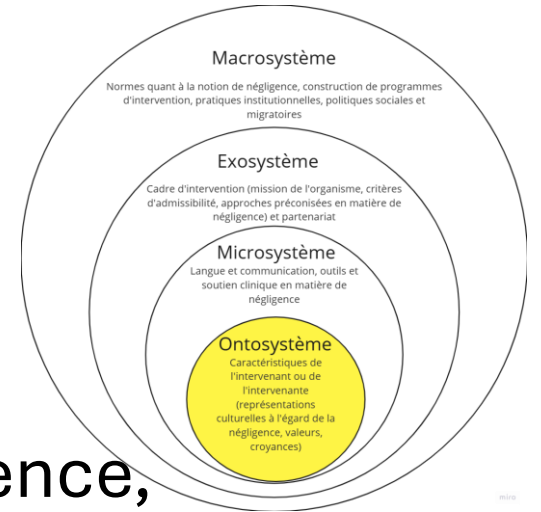 Macrosystème
Normes quant à la notion de négligence, construction de programmes
d'intervention, pratiques institutionnelles, politiques sociales et
migratoires
Exosystème
Cadre d'intervention (mission de l'organisme, critères
d'admissibilité, approches préconisées en matière de
négligence) et partenariat
Microsystème
Langue et communication, outils et
soutien clinique en matière de
négligence
Ontosystème
Caractéristiques de
l'intervenant ou de
l'intervenante
(représentations
culturelles à l'égard de la
négligence, valeurs,
croyances)
ence,
miro